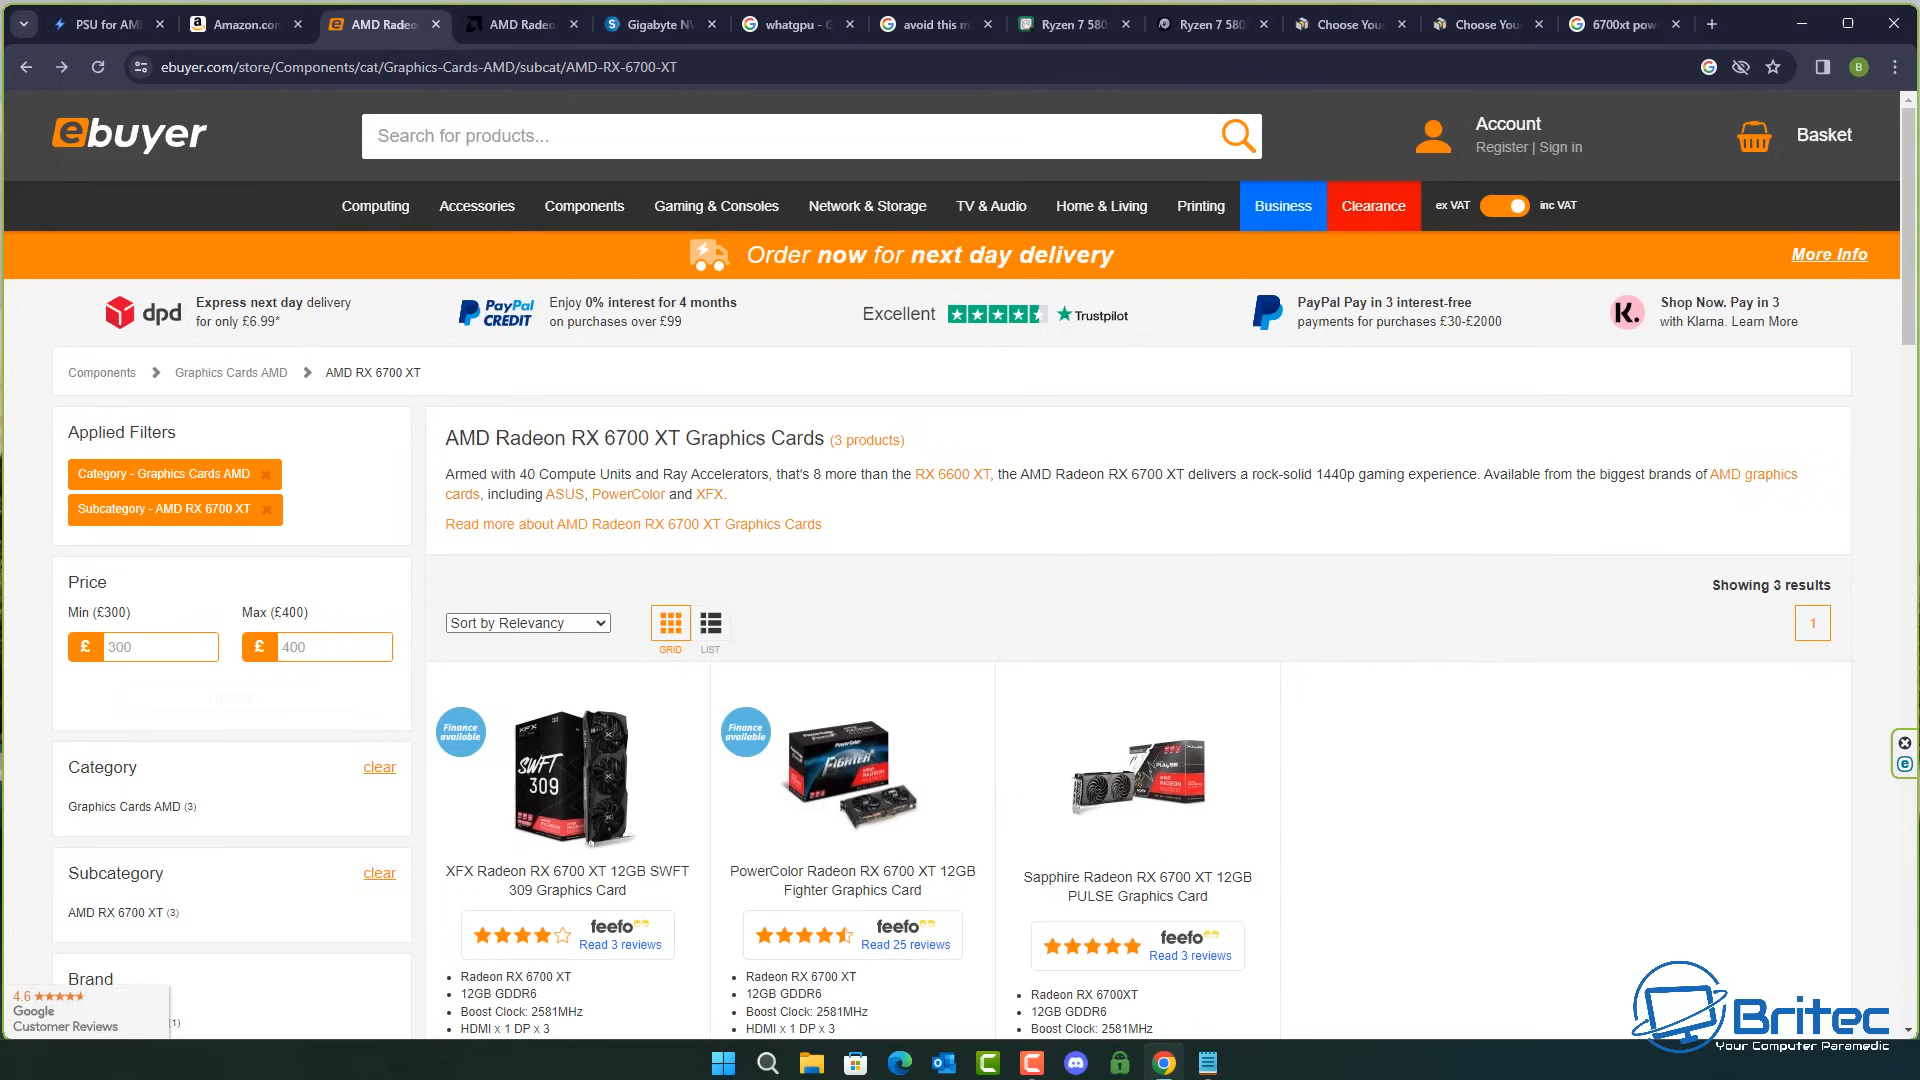 PSU for AM
Amazon.com
AMD Radeo
AMD Radeo
Gigabyte NV
whatgpu - G
avoid this m
Ryzen 7 580
Ryzen 7 580
Choose You
Choose You
6700xt pow
ebuyer.com/store/Components/cat/Graphics-Cards-AMD/subcat/AMD-RX-6700-XT
B
ebuyer
Search for products...
Account
Register | Sign in
Basket
Computing Accessories Components Gaming & Consoles Network & Storage TV & Audio Home & Living Printing Business Clearance ex VAT inc VAT
Order now for next day delivery
More Info
dpd
Express next day delivery
for only £6.99*
PayPal
CREDIT
Enjoy 0% interest for 4 months
on purchases over £99
Excellent
Trustpilot
PayPal Pay in 3 interest-free
payments for purchases £30-£2000
K.
Shop Now. Pay in 3
with Klarna. Learn More
Components Graphics Cards AMD AMD RX 6700 XT
Applied Filters
Category - Graphics Cards AMD
Subcategory - AMD RX 6700 XT
Price
Min (£300) Max (£400)
£ 300 £ 400
Category clear
Graphics Cards AMD (3)
Subcategory clear
AMD RX 6700 XT (3)
Brand
(1)
4.6
Google
Customer Reviews
AMD Radeon RX 6700 XT Graphics Cards (3 products)
Armed with 40 Compute Units and Ray Accelerators, that's 8 more than the RX 6600 XT, the AMD Radeon RX 6700 XT delivers a rock-solid 1440p gaming experience. Available from the biggest brands of AMD graphics
cards, including ASUS, PowerColor and XFX.
Read more about AMD Radeon RX 6700 XT Graphics Cards
Showing 3 results
Sort by Relevancy
GRID LIST
1
Finance
available
XFX
SWFT
309
XFX Radeon RX 6700 XT 12GB SWFT
309 Graphics Card
feefo
Read 3 reviews
Radeon RX 6700 XT
12GB GDDR6
Boost Clock: 2581MHz
HDMI x 1 DP x 3
Finance
available
PowerColor
FIGHTER
PowerColor Radeon RX 6700 XT 12GB
Fighter Graphics Card
feefo
Read 25 reviews
Radeon RX 6700 XT
12GB GDDR6
Boost Clock: 2581MHz
HDMI x 1 DP x 3
PULSE
Sapphire Radeon RX 6700 XT 12GB
PULSE Graphics Card
feefo
Read 3 reviews
Radeon RX 6700XT
12GB GDDR6
Boost Clock: 2581MHz
Britec
Your Computer Paramedic